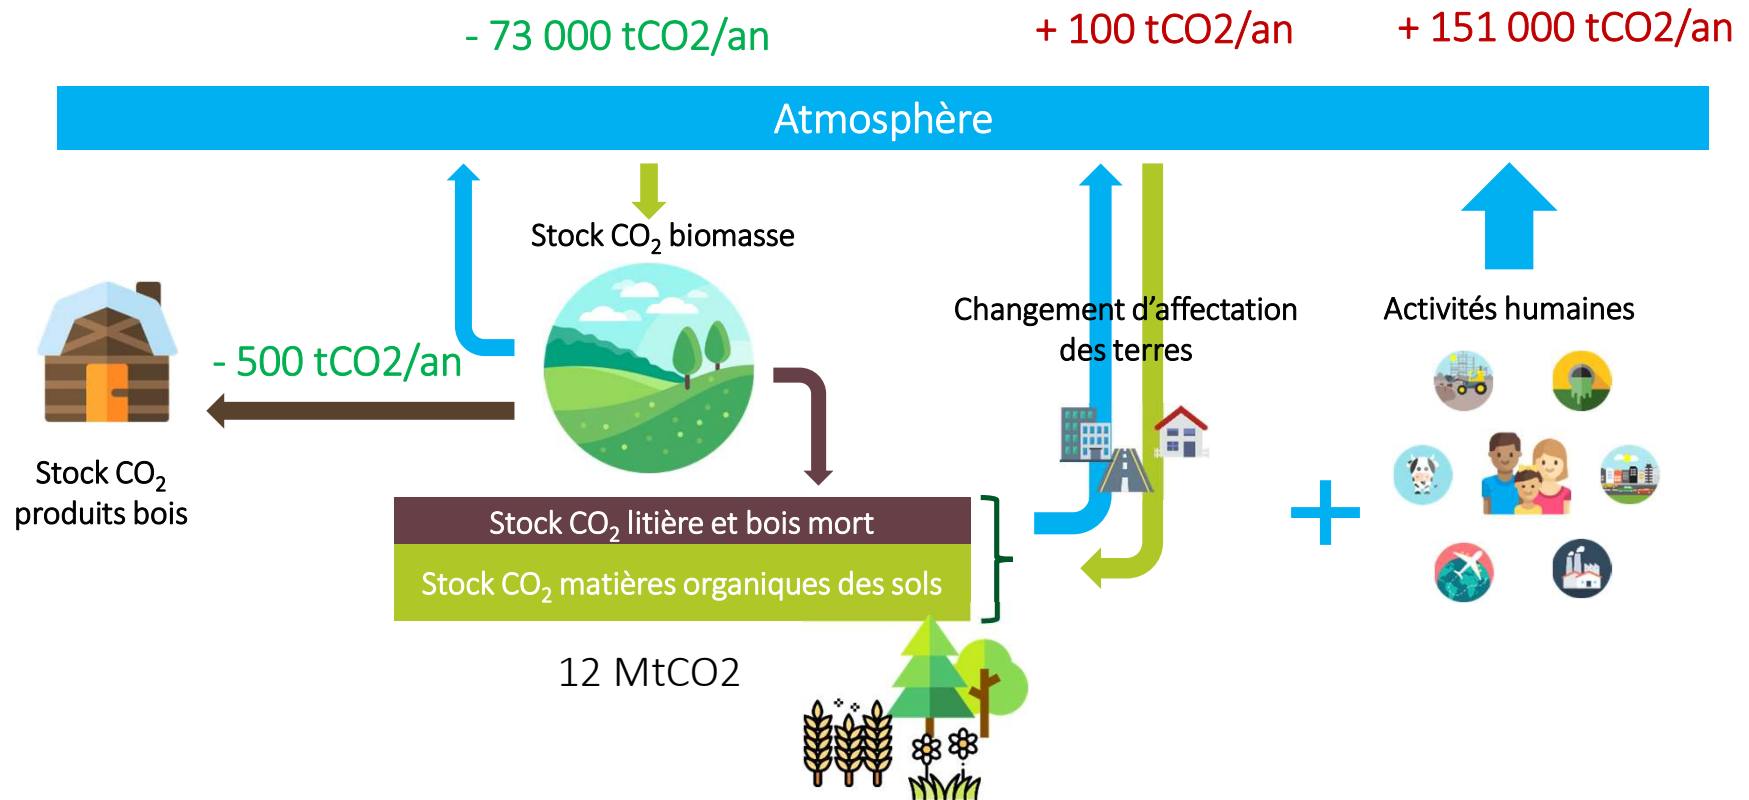 - 73 000 tCO2/an
+ 100 tCO2/an
+ 151 000 tCO2/an
Atmosphère
Stock CO₂ biomasse
Changement d’affectation
des terres
Activités humaines
- 500 tCO2/an
Stock CO₂
produits bois
Stock CO₂ litière et bois mort
Stock CO₂ matières organiques des sols
+
12 MtCO2